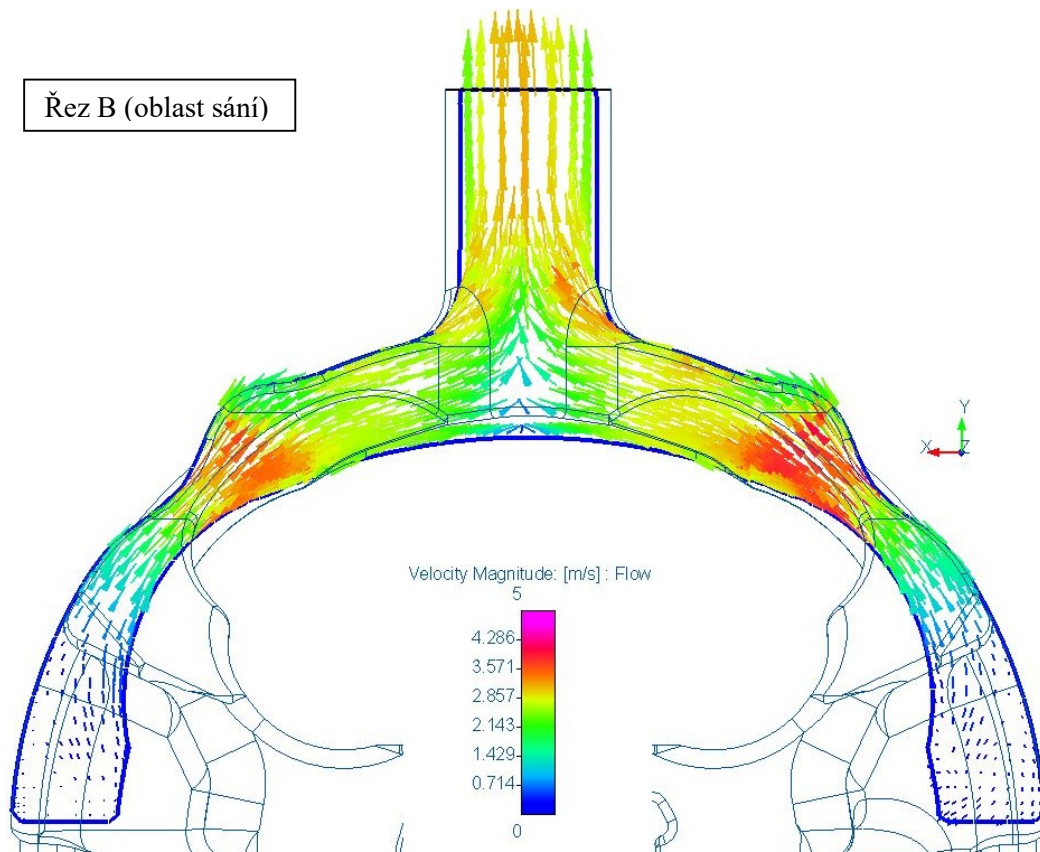 Řez B (oblast sání)
Y
X
Z
Velocity Magnitude: [m/s] : Flow
5
4.286
3.571
2.857
2.143
1.429
0.714
0